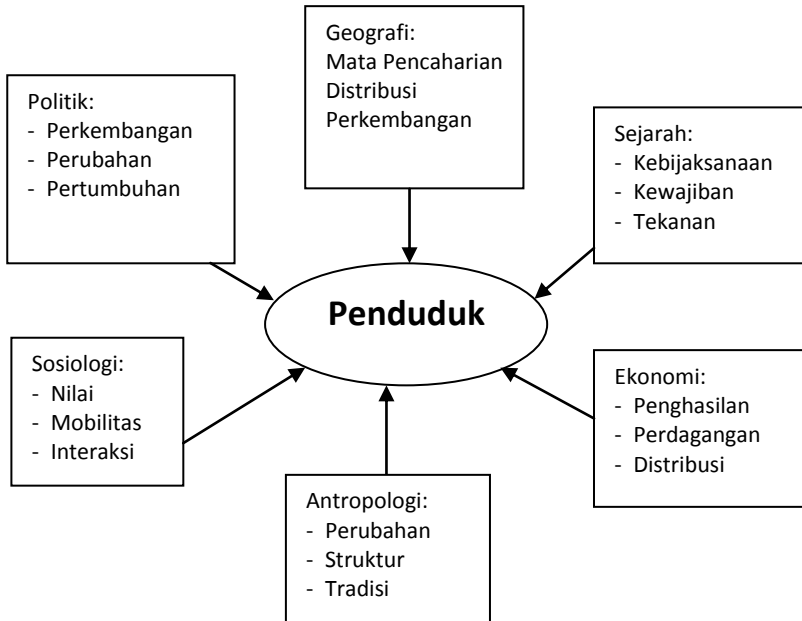 Geografi:
Mata Pencaharian
Distribusi
Perkembangan
Politik:
- Perkembangan
- Perubahan
- Pertumbuhan
Sejarah:
- Kebijaksanaan
- Kewajiban
- Tekanan
Penduduk
Sosiologi:
- Nilai
- Mobilitas
- Interaksi
Ekonomi:
- Penghasilan
- Perdagangan
- Distribusi
Antropologi:
- Perubahan
- Struktur
- Tradisi